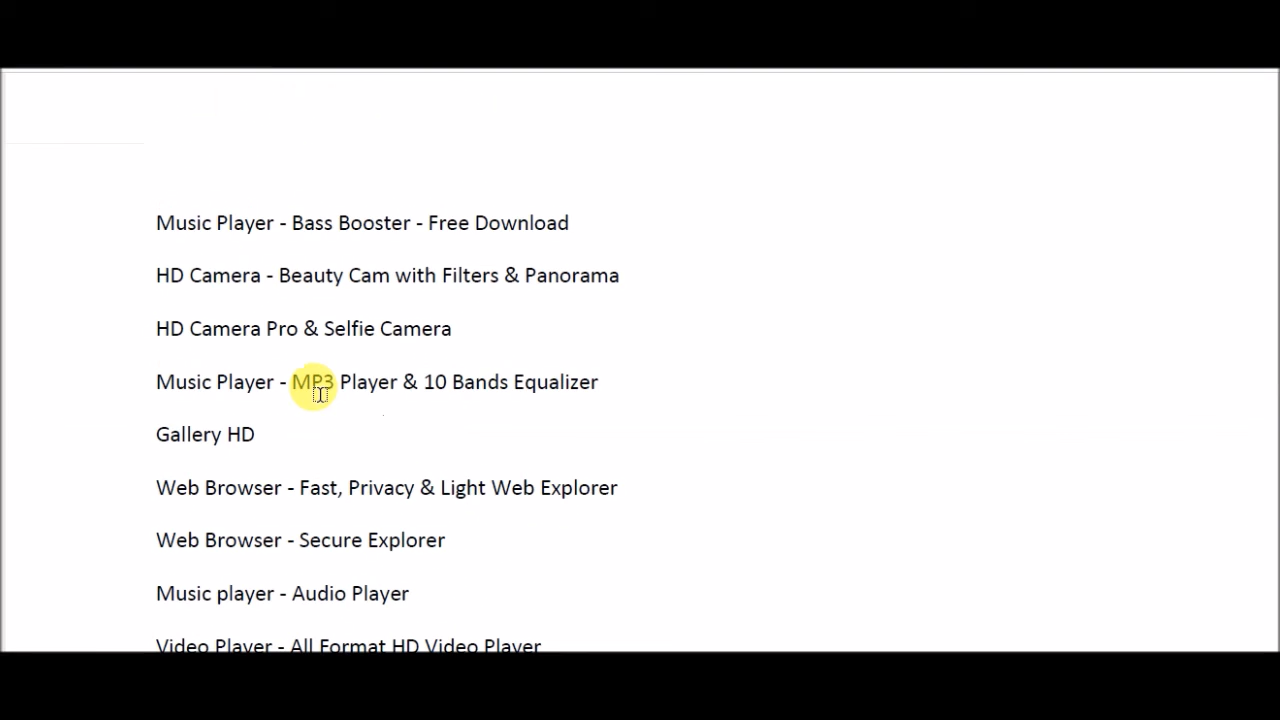 Music Player - Bass Booster - Free Download
HD Camera - Beauty Cam with Filters & Panorama
HD Camera Pro & Selfie Camera
Music Player - MP3 Player & 10 Bands Equalizer
Gallery HD
Web Browser - Fast, Privacy & Light Web Explorer
Web Browser - Secure Explorer
Music player - Audio Player
Video Player - All Format HD Video Player